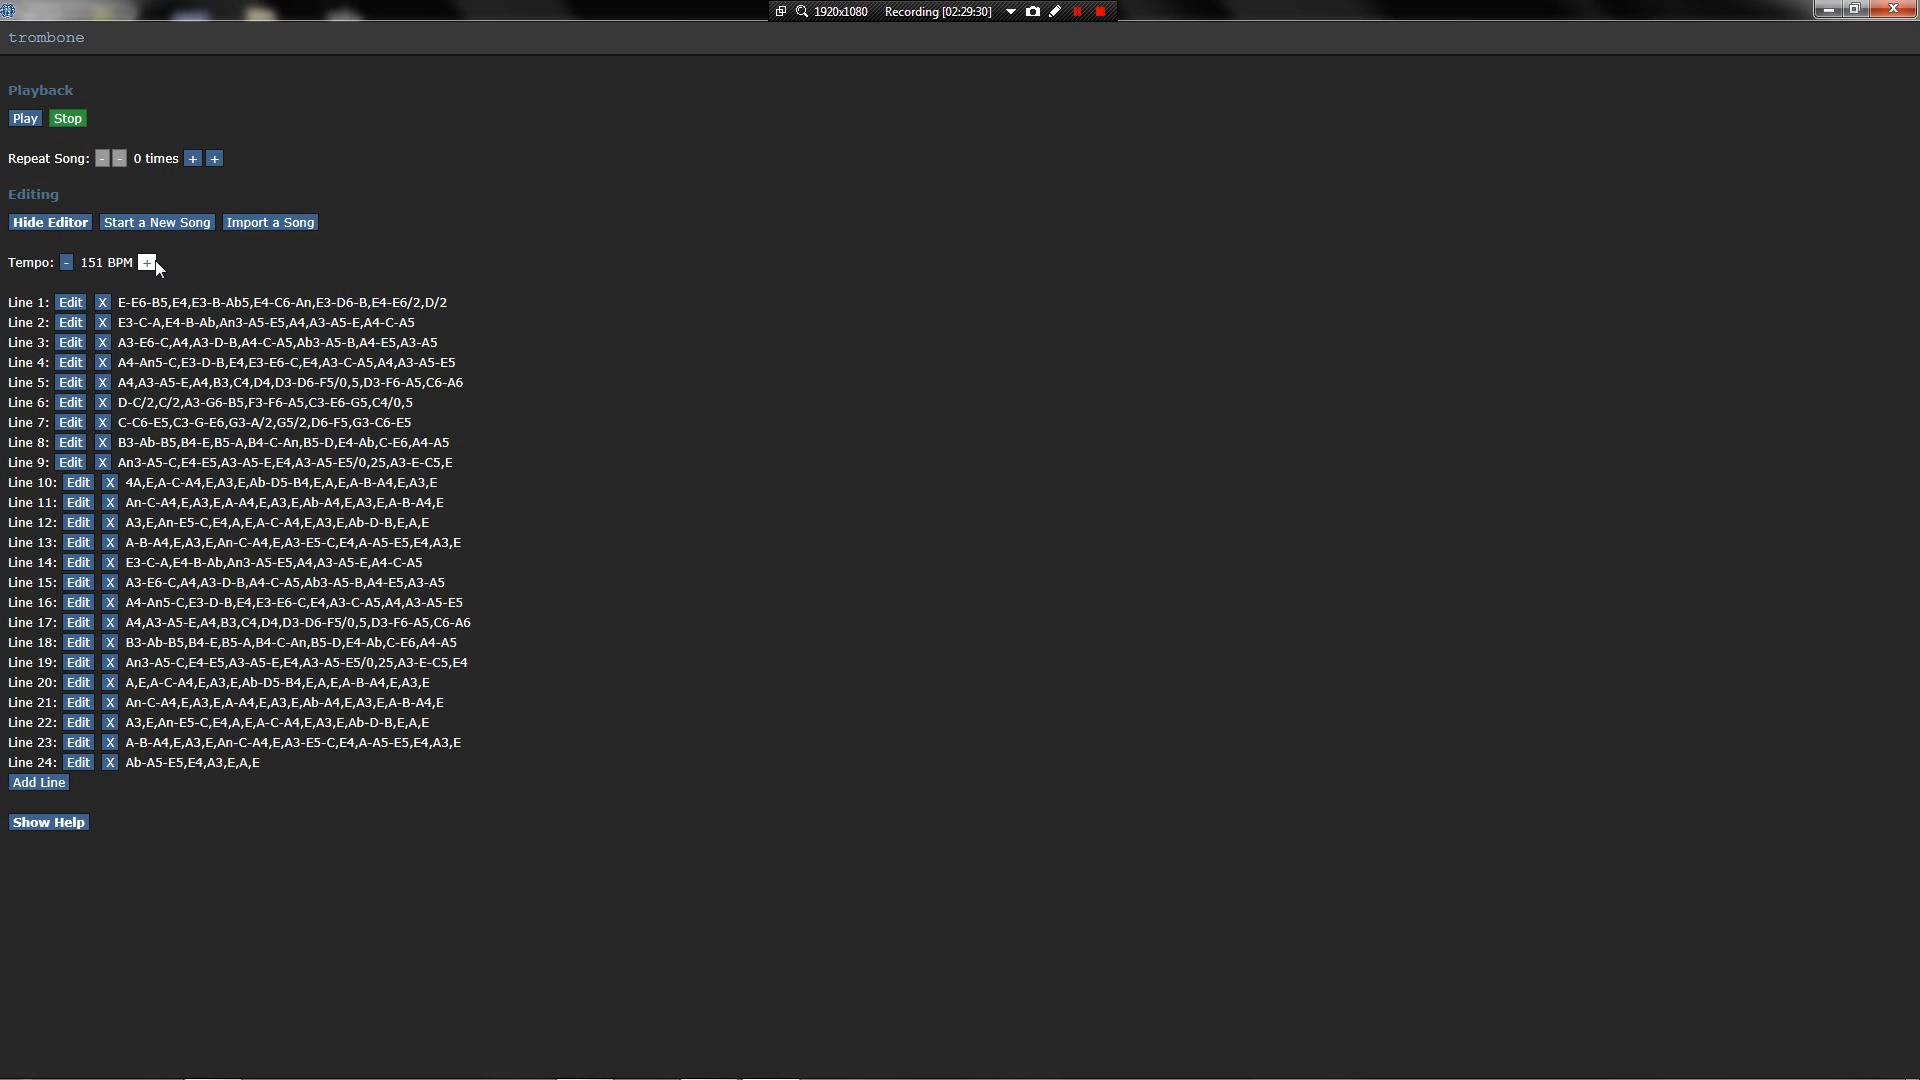 1920x1080 Recording [02:29:30]
trombone
Playback
Play Stop
Repeat Song: - - 0 times + +
Editing
Hide Editor Start a New Song Import a Song
Tempo: - 151 BPM +
Line 1: Edit X E-E6-B5,E4,E3-B-Ab5,E4-C6-An,E3-D6-B,E4-E6/2,D/2
Line 2: Edit X E3-C-A,E4-B-Ab,An3-A5-E5,A4,A3-A5-E,A4-C-A5
Line 3: Edit X A3-E6-C,A4,A3-D-B,A4-C-A5,Ab3-A5-B,A4-E5,A3-A5
Line 4: Edit X A4-An5-C,E3-D-B,E4,E3-E6-C,E4,A3-C-A5,A4,A3-A5-E5
Line 5: Edit X A4,A3-A5-E,A4,B3,C4,D4,D3-D6-F5/0,5,D3-F6-A5,C6-A6
Line 6: Edit X D-C/2,C/2,A3-G6-B5,F3-F6-A5,C3-E6-G5,C4/0,5
Line 7: Edit X C-C6-E5,C3-G-E6,G3-A/2,G5/2,D6-F5,G3-C6-E5
Line 8: Edit X B3-Ab-B5,B4-E,B5-A,B4-C-An,B5-D,E4-Ab,C-E6,A4-A5
Line 9: Edit X An3-A5-C,E4-E5,A3-A5-E,E4,A3-A5-E5/0,25,A3-E-C5,E
Line 10: Edit X 4A,E,A-C-A4,E,A3,E,Ab-D5-B4,E,A,E,A-B-A4,E,A3,E
Line 11: Edit X An-C-A4,E,A3,E,A-A4,E,A3,E,Ab-A4,E,A3,E,A-B-A4,E
Line 12: Edit X A3,E,An-E5-C,E4,A,E,A-C-A4,E,A3,E,Ab-D-B,E,A,E
Line 13: Edit X A-B-A4,E,A3,E,An-C-A4,E,A3-E5-C,E4,A-A5-E5,E4,A3,E
Line 14: Edit X E3-C-A,E4-B-Ab,An3-A5-E5,A4,A3-A5-E,A4-C-A5
Line 15: Edit X A3-E6-C,A4,A3-D-B,A4-C-A5,Ab3-A5-B,A4-E5,A3-A5
Line 16: Edit X A4-An5-C,E3-D-B,E4,E3-E6-C,E4,A3-C-A5,A4,A3-A5-E5
Line 17: Edit X A4,A3-A5-E,A4,B3,C4,D4,D3-D6-F5/0,5,D3-F6-A5,C6-A6
Line 18: Edit X B3-Ab-B5,B4-E,B5-A,B4-C-An,B5-D,E4-Ab,C-E6,A4-A5
Line 19: Edit X An3-A5-C,E4-E5,A3-A5-E,E4,A3-A5-E5/0,25,A3-E-C5,E4
Line 20: Edit X A,E,A-C-A4,E,A3,E,Ab-D5-B4,E,A,E,A-B-A4,E,A3,E
Line 21: Edit X An-C-A4,E,A3,E,A-A4,E,A3,E,Ab-A4,E,A3,E,A-B-A4,E
Line 22: Edit X A3,E,An-E5-C,E4,A,E,A-C-A4,E,A3,E,Ab-D-B,E,A,E
Line 23: Edit X A-B-A4,E,A3,E,An-C-A4,E,A3-E5-C,E4,A-A5-E5,E4,A3,E
Line 24: Edit X Ab-A5-E5,E4,A3,E,A,E
Add Line
Show Help